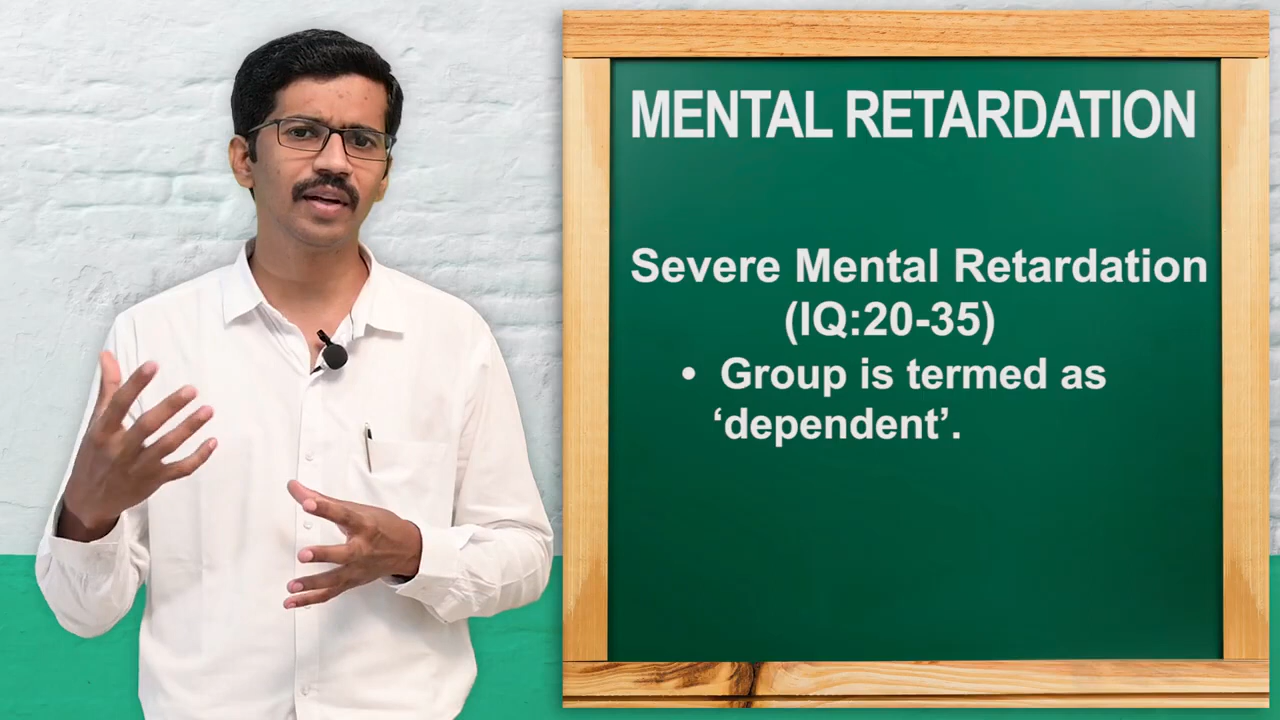 MENTAL RETARDATION
Severe Mental Retardation
(IQ:20-35)
• Group is termed as
‘dependent’.